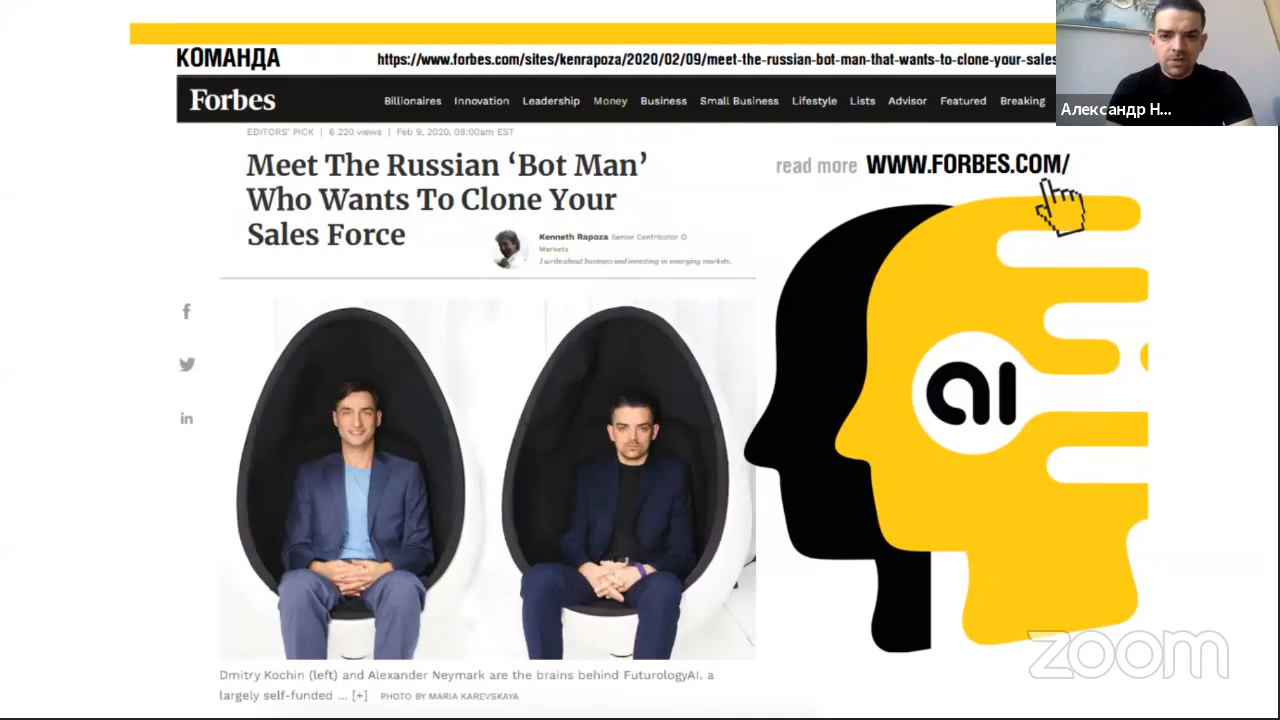 КОМАНДА
https://www.forbes.com/sites/kenrapoza/2020/02/09/meet-the-russian-bot-man-that-wants-to-clone-your-sales
Александр Н...
Forbes
Billionaires Innovation Leadership Money Business Small Business Lifestyle Lists Advisor Featured Breaking
EDITORS' PICK | 6 220 views | Feb 9, 2020, 08:00am EST
Meet The Russian ‘Bot Man’
Who Wants To Clone Your
Sales Force
read more WWW.FORBES.COM/
Kenneth Rapoza Senior Contributor
Markets
I write about business and investing in emerging markets.
f
in
aı
Dmitry Kochin (left) and Alexander Neymark are the brains behind FuturologyAI, a
largely self-funded ... [+] PHOTO BY MARIA KAREVSKAYA
zoom